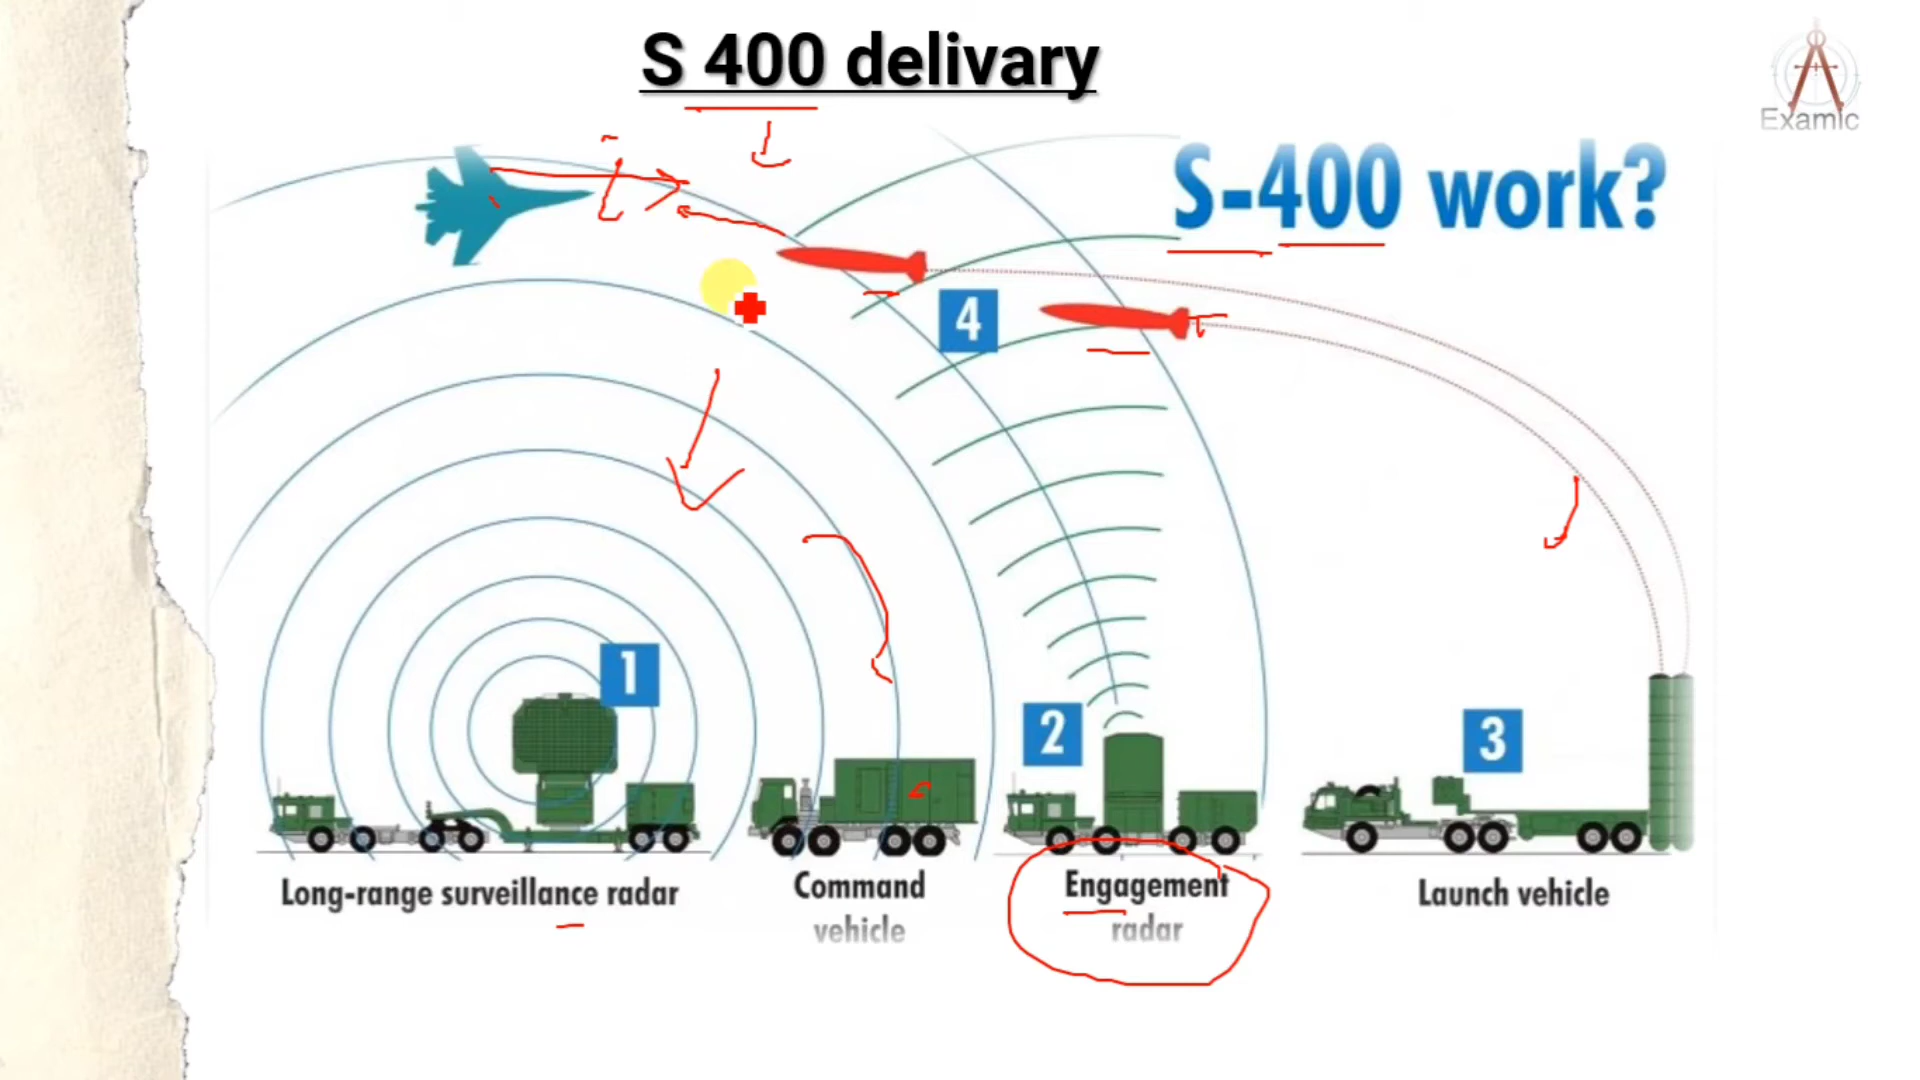 S 400 delivary
Examic
S-400 work?
4
1
2
3
Long-range surveillance radar
Command
vehicle
Engagement
radar
Launch vehicle